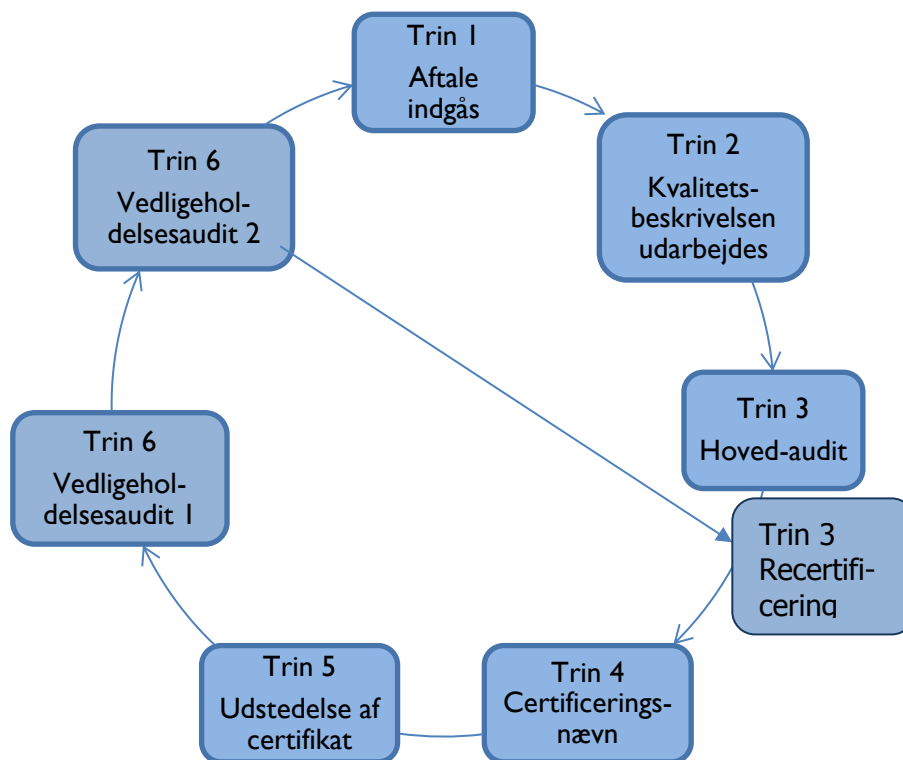 Trin 1
Aftale
indgås
Trin 2
Kvalitets-
beskrivelsen
udarbejdes
Trin 3
Hoved-audit
Trin 3
Recertifi-
cering
Trin 4
Certificerings-
nævn
Trin 5
Udstedelse af
certifikat
Trin 6
Vedligehol-
delsesaudit 1
Trin 6
Vedligehol-
delsesaudit 2